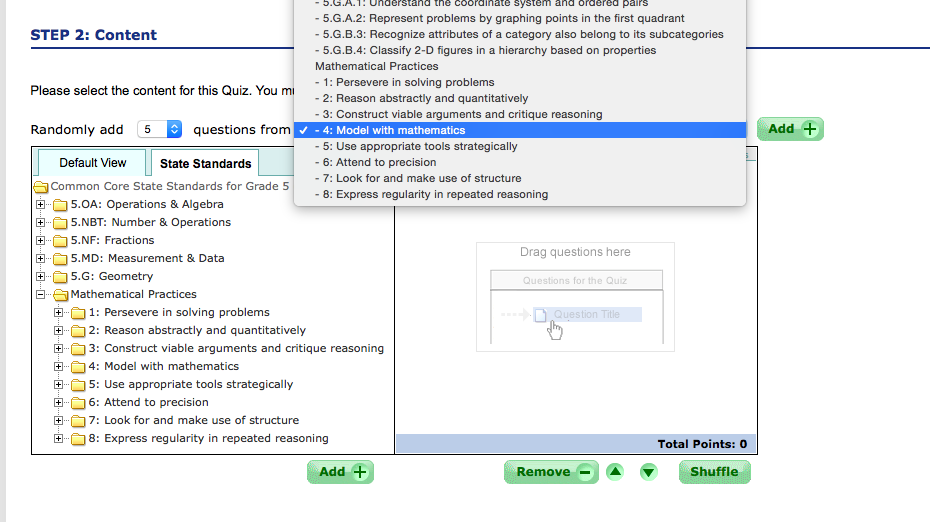 - 5.G.A.1: Understand the coordinate system and ordered pairs
- 5.G.A.2: Represent problems by graphing points in the first quadrant
- 5.G.B.3: Recognize attributes of a category also belong to its subcategories
- 5.G.B.4: Classify 2-D figures in a hierarchy based on properties
Mathematical Practices
- 1: Persevere in solving problems
- 2: Reason abstractly and quantitatively
- 3: Construct viable arguments and critique reasoning
✓ - 4: Model with mathematics
- 5: Use appropriate tools strategically
- 6: Attend to precision
- 7: Look for and make use of structure
- 8: Express regularity in repeated reasoning
STEP 2: Content
Please select the content for this Quiz. You
Randomly add 5 questions from
Add
Default View State Standards
Common Core State Standards for Grade 5
5.OA: Operations & Algebra
5.NBT: Number & Operations
5.NF: Fractions
5.MD: Measurement & Data
5.G: Geometry
Mathematical Practices
1: Persevere in solving problems
2: Reason abstractly and quantitatively
3: Construct viable arguments and critique reasoning
4: Model with mathematics
5: Use appropriate tools strategically
6: Attend to precision
7: Look for and make use of structure
8: Express regularity in repeated reasoning
Drag questions here
Questions for the Quiz
Question Title
Total Points: 0
Add
Remove
Shuffle